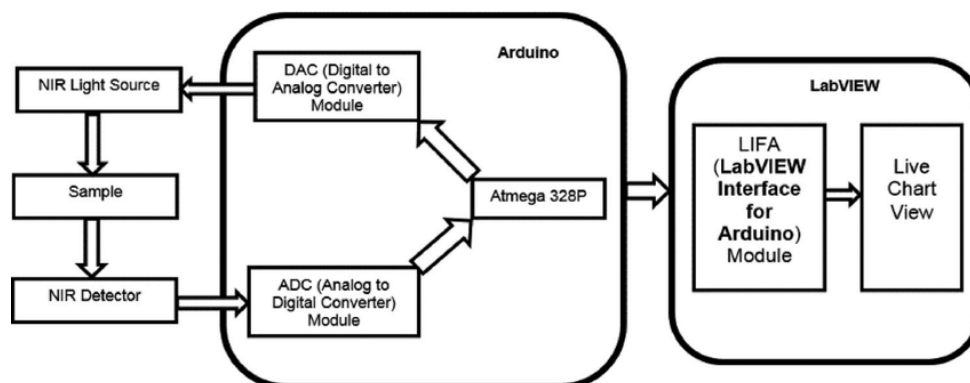 Arduino
DAC (Digital to
Analog Converter)
Module
NIR Light Source
Sample
NIR Detector
Atmega 328P
ADC (Analog to
Digital Converter)
Module
LabVIEW
LIFA
(LabVIEW
Interface
for
Arduino)
Module
Live
Chart
View